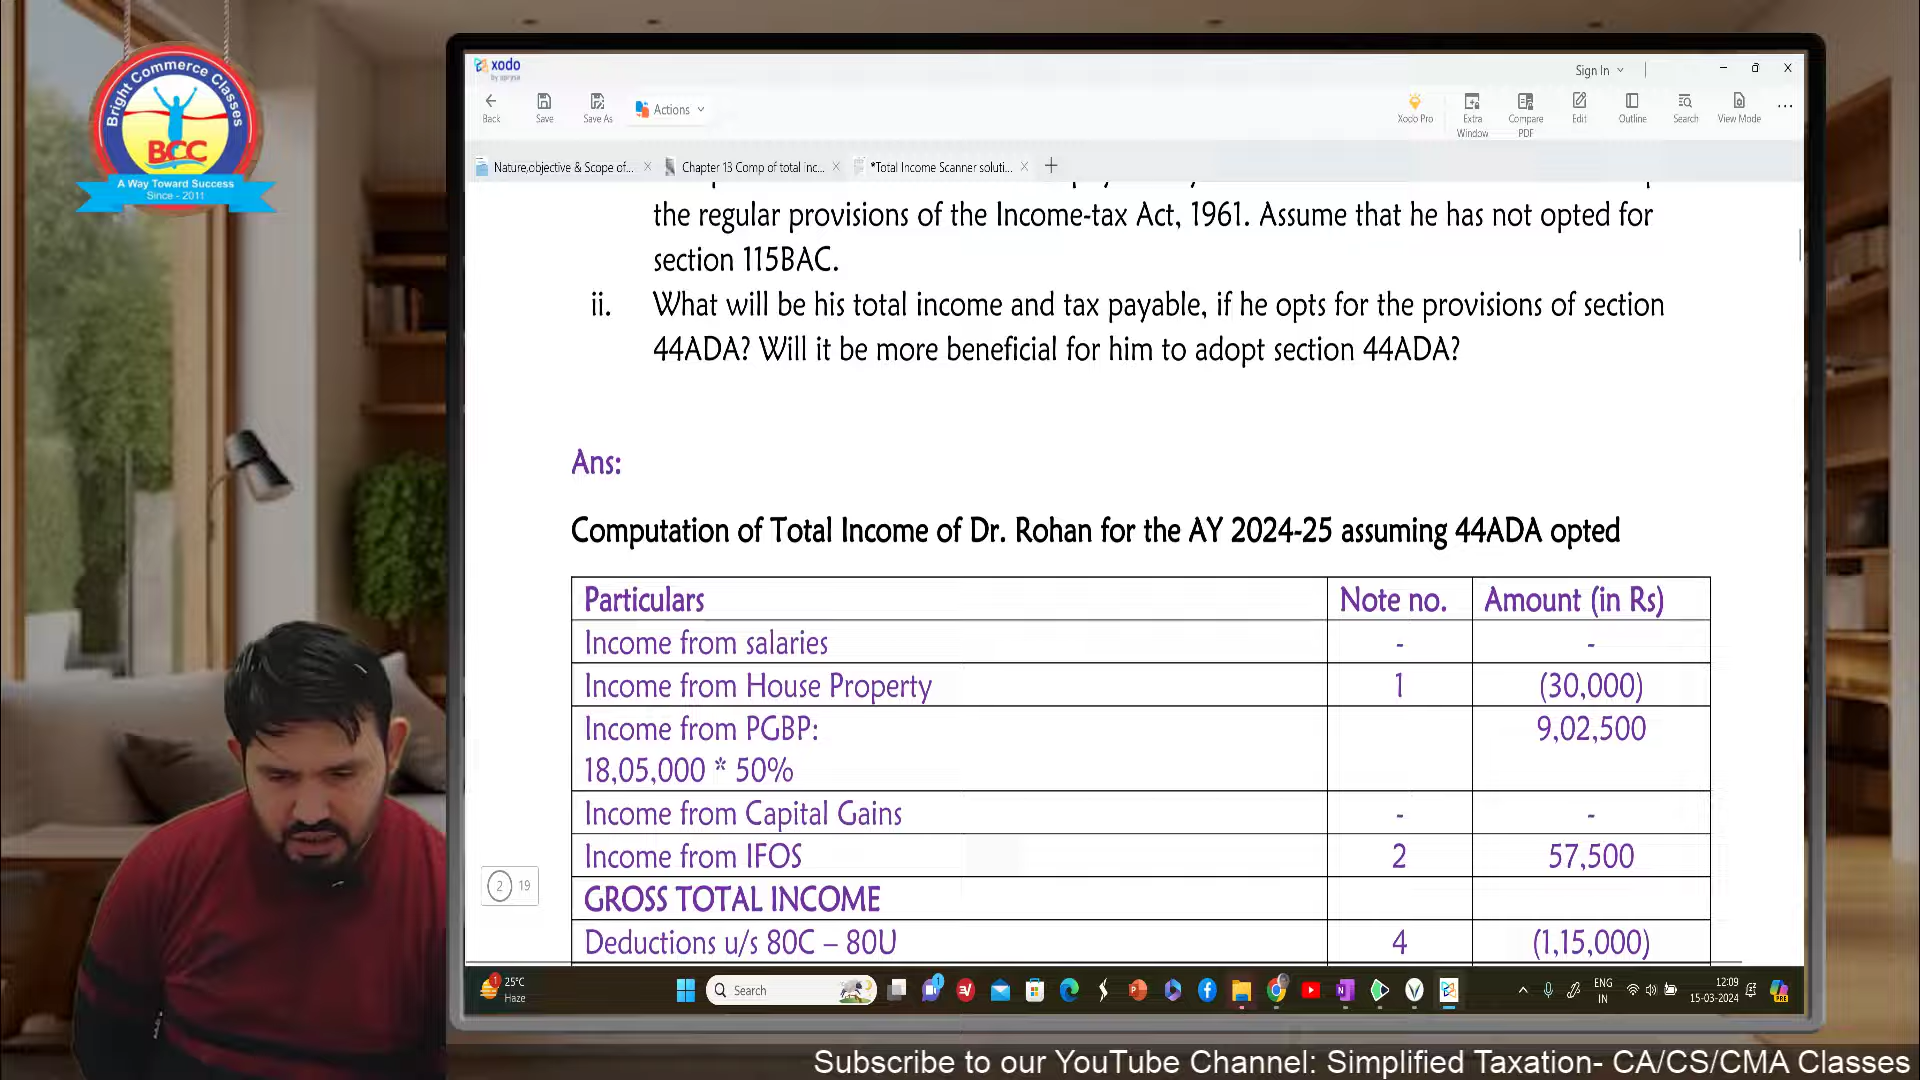 Bright Commerce Classes
BCC
A Way Toward Success
Since - 2011
xodo
by apryse
Sign In
Back
Save
Save As
Actions
Xodo Pro
Extra Window
Compare PDF
Edit
Outline
Search
View Mode
Nature,objective & Scope of...
Chapter 13 Comp of total inc...
*Total Income Scanner soluti...
the regular provisions of the Income-tax Act, 1961. Assume that he has not opted for
section 115BAC.
ii. What will be his total income and tax payable, if he opts for the provisions of section
44ADA? Will it be more beneficial for him to adopt section 44ADA?
Ans:
Computation of Total Income of Dr. Rohan for the AY 2024-25 assuming 44ADA opted
Particulars Note no. Amount (in Rs)
Income from salaries - -
Income from House Property 1 (30,000)
Income from PGBP: 9,02,500
18,05,000 * 50%
Income from Capital Gains - -
Income from IFOS 2 57,500
GROSS TOTAL INCOME
Deductions u/s 80C – 80U 4 (1,15,000)
2 19
25°C
Haze
Search
ENG
IN
12:09
15-03-2024
Subscribe to our YouTube Channel: Simplified Taxation- CA/CS/CMA Classes